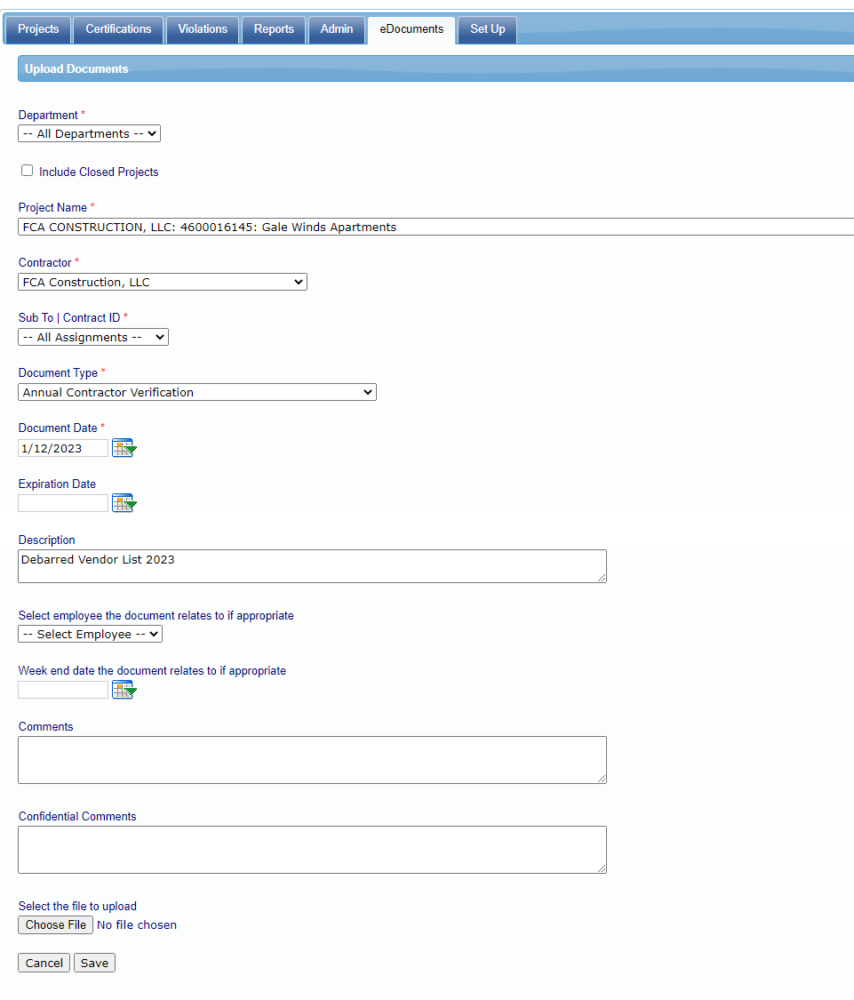 Projects Certifications Violations Reports Admin eDocuments Set Up
Upload Documents
Department *
-- All Departments --
Include Closed Projects
Project Name *
FCA CONSTRUCTION, LLC: 4600016145: Gale Winds Apartments
Contractor *
FCA Construction, LLC
Sub To | Contract ID *
-- All Assignments --
Document Type *
Annual Contractor Verification
Document Date *
1/12/2023
Expiration Date
Description
Debarred Vendor List 2023
Select employee the document relates to if appropriate
-- Select Employee --
Week end date the document relates to if appropriate
Comments
Confidential Comments
Select the file to upload
Choose File No file chosen
Cancel Save